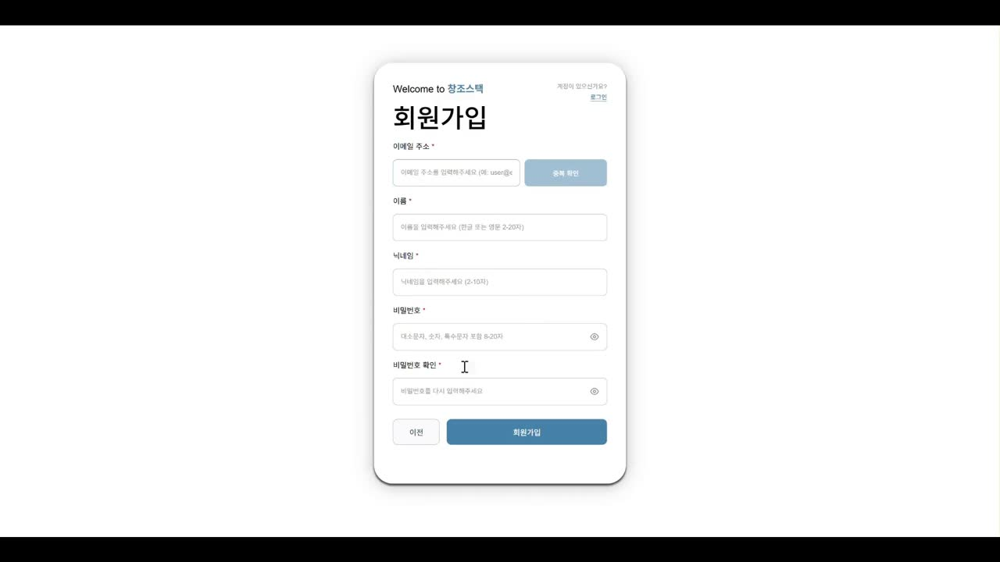 Welcome to 창조스택
계정이 있으신가요?
로그인
회원가입
이메일 주소 *
이메일 주소를 입력해주세요 (예: user@e
중복 확인
이름 *
이름을 입력해주세요 (한글 또는 영문 2-20자)
닉네임 *
닉네임을 입력해주세요 (2-10자)
비밀번호 *
대소문자, 숫자, 특수문자 포함 8-20자
비밀번호 확인 *
비밀번호를 다시 입력해주세요
이전
회원가입